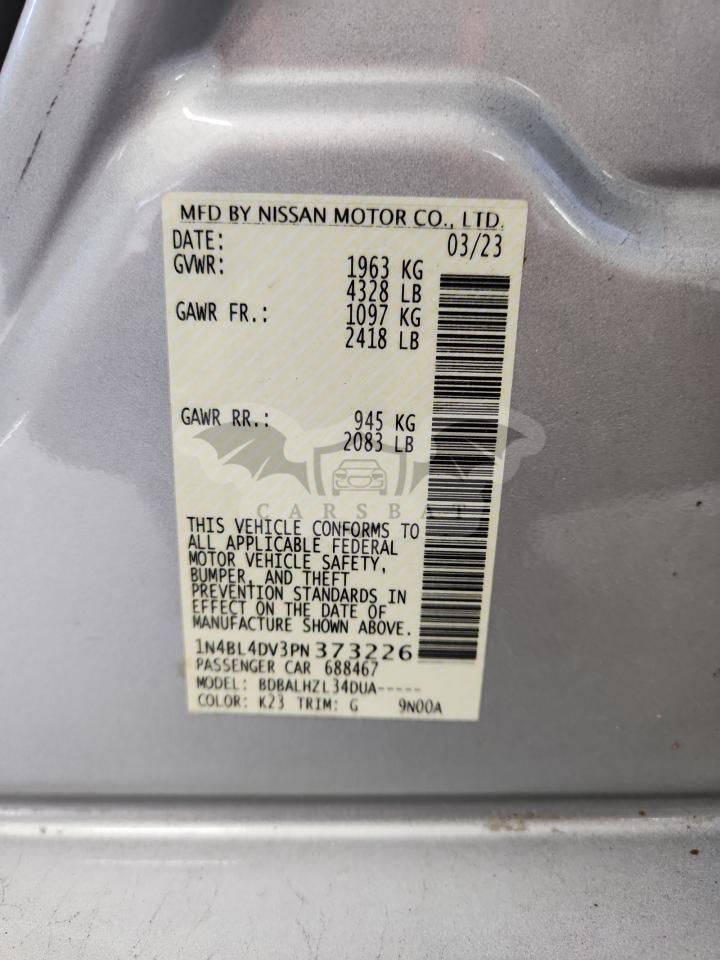 MFD BY NISSAN MOTOR CO., LTD.
DATE: 03/23
GVWR: 1963 KG
4328 LB
GAWR FR.: 1097 KG
2418 LB
GAWR RR.: 945 KG
2083 LB
CARSBAT
THIS VEHICLE CONFORMS TO
ALL APPLICABLE FEDERAL
MOTOR VEHICLE SAFETY,
BUMPER, AND THEFT
PREVENTION STANDARDS IN
EFFECT ON THE DATE OF
MANUFACTURE SHOWN ABOVE.
1N4BL4DV3PN373226
PASSENGER CAR 688467
MODEL: BDBALHZL34DUA-----
COLOR: K23 TRIM: G 9N00A